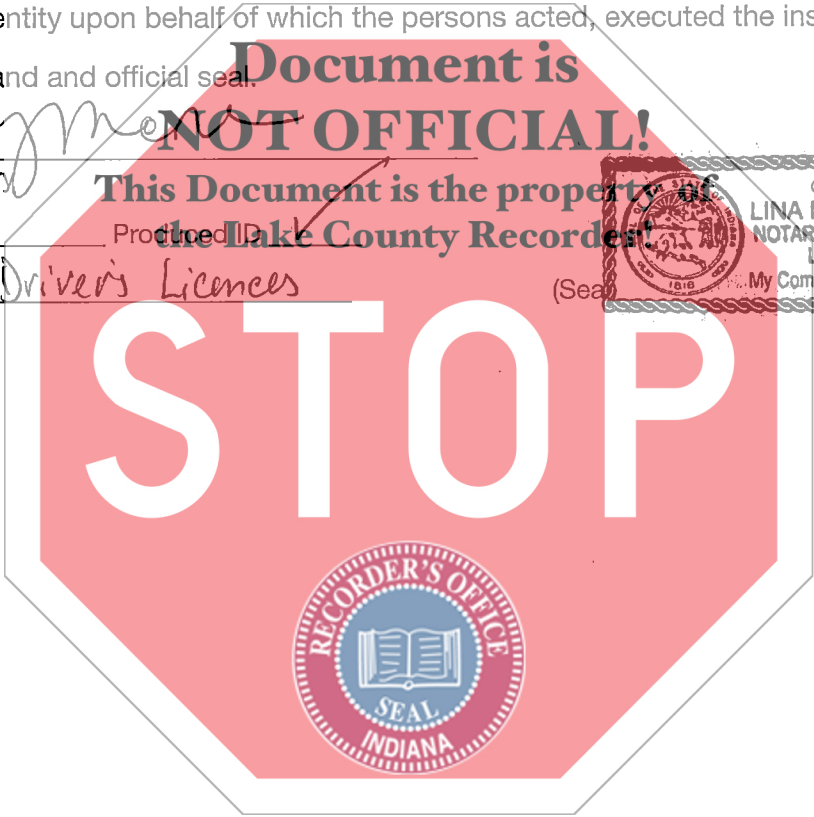 entity upon behalf of which the persons acted, executed the ins
and and official seal.
Document is
NOT OFFICIAL!
This Document is the property of
the Lake County Recorder!
Produced ID
Driver's Licences
(Seal)
LINA
NOTAR
My Com
1816
STOP
RECORDER'S OFFICE
SEAL
INDIANA